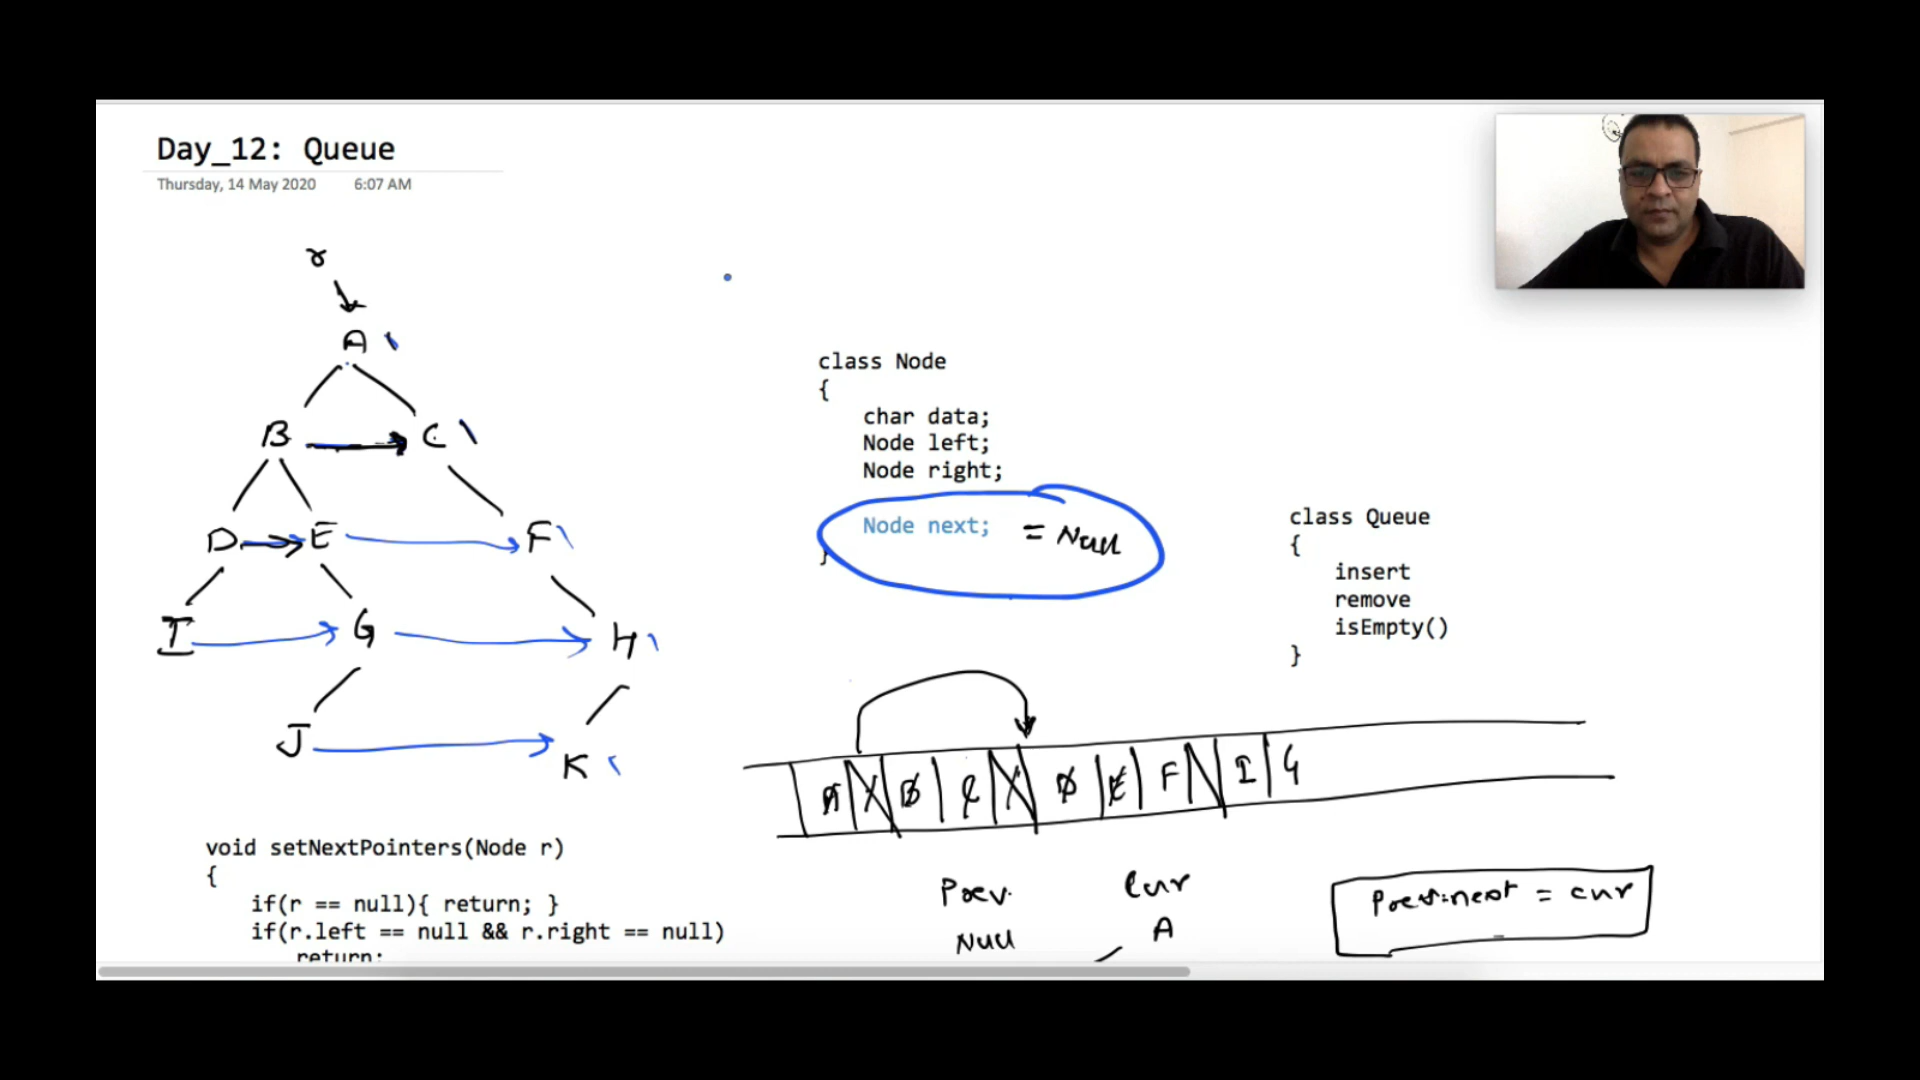 Day_12: Queue
Thursday, 14 May 2020 6:07 AM
r
A
B C
D E F
I G H
J K
class Node
{
char data;
Node left;
Node right;
Node next; = Null
}
class Queue
{
insert
remove
isEmpty()
}
A B C D E F I G
void setNextPointers(Node r)
{
if(r == null){ return; }
if(r.left == null && r.right == null)
return;
Prev. Cur
Null A
Prev.next = cur